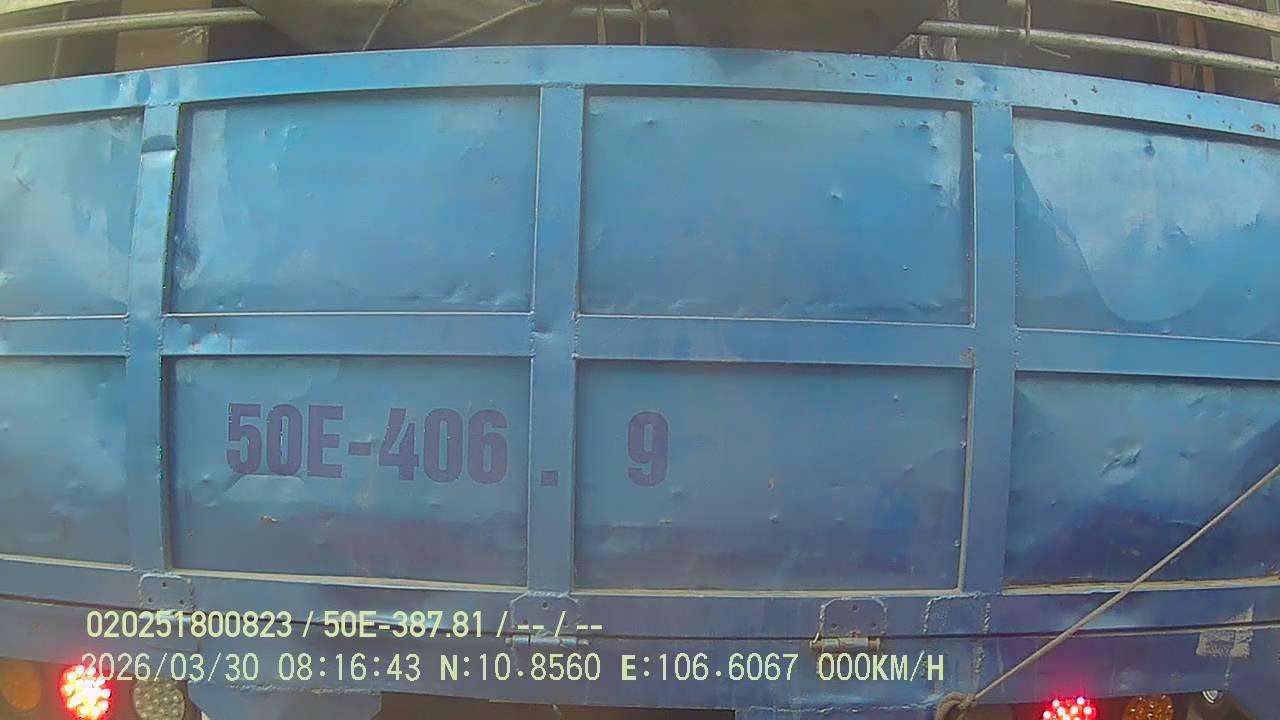 50E-406.9
020251800823 / 50E-387.81 / -- / --
2026/03/30 08:16:43 N:10.8560 E:106.6067 000KM/H